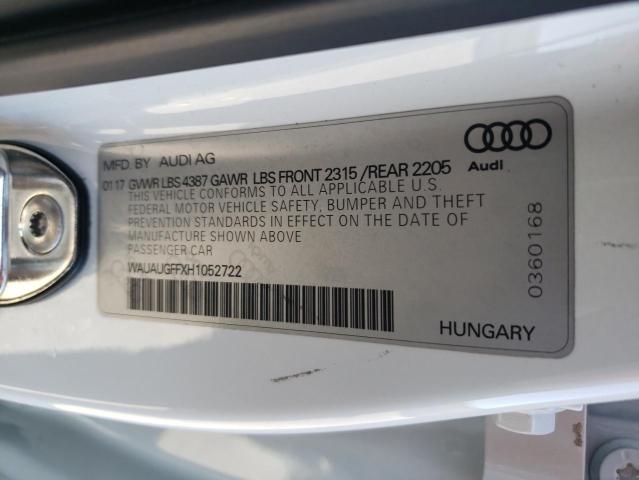 MFD. BY AUDI AG
01 17 GVWR LBS 4387 GAWR LBS FRONT 2315 /REAR 2205
THIS VEHICLE CONFORMS TO ALL APPLICABLE U.S.
FEDERAL MOTOR VEHICLE SAFETY, BUMPER AND THEFT
PREVENTION STANDARDS IN EFFECT ON THE DATE OF
MANUFACTURE SHOWN ABOVE
PASSENGER CAR
WAUAUGFFXH1052722
Audi
0360168
HUNGARY